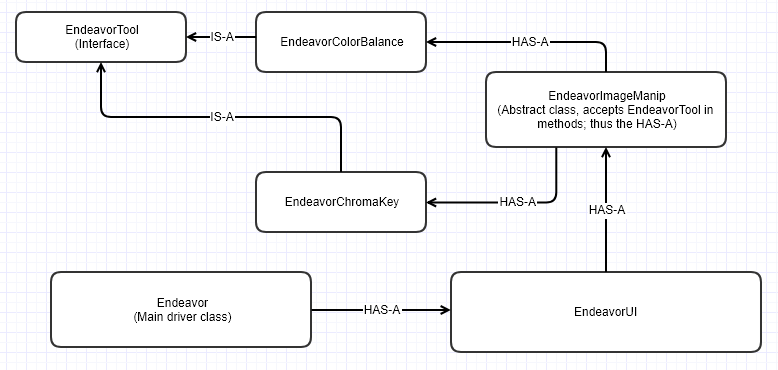 EndeavorTool
(Interface)
IS-A
EndeavorColorBalance
HAS-A
EndeavorImageManip
(Abstract class, accepts EndeavorTool in
methods; thus the HAS-A)
IS-A
EndeavorChromaKey
HAS-A
HAS-A
Endeavor
(Main driver class)
HAS-A
EndeavorUI